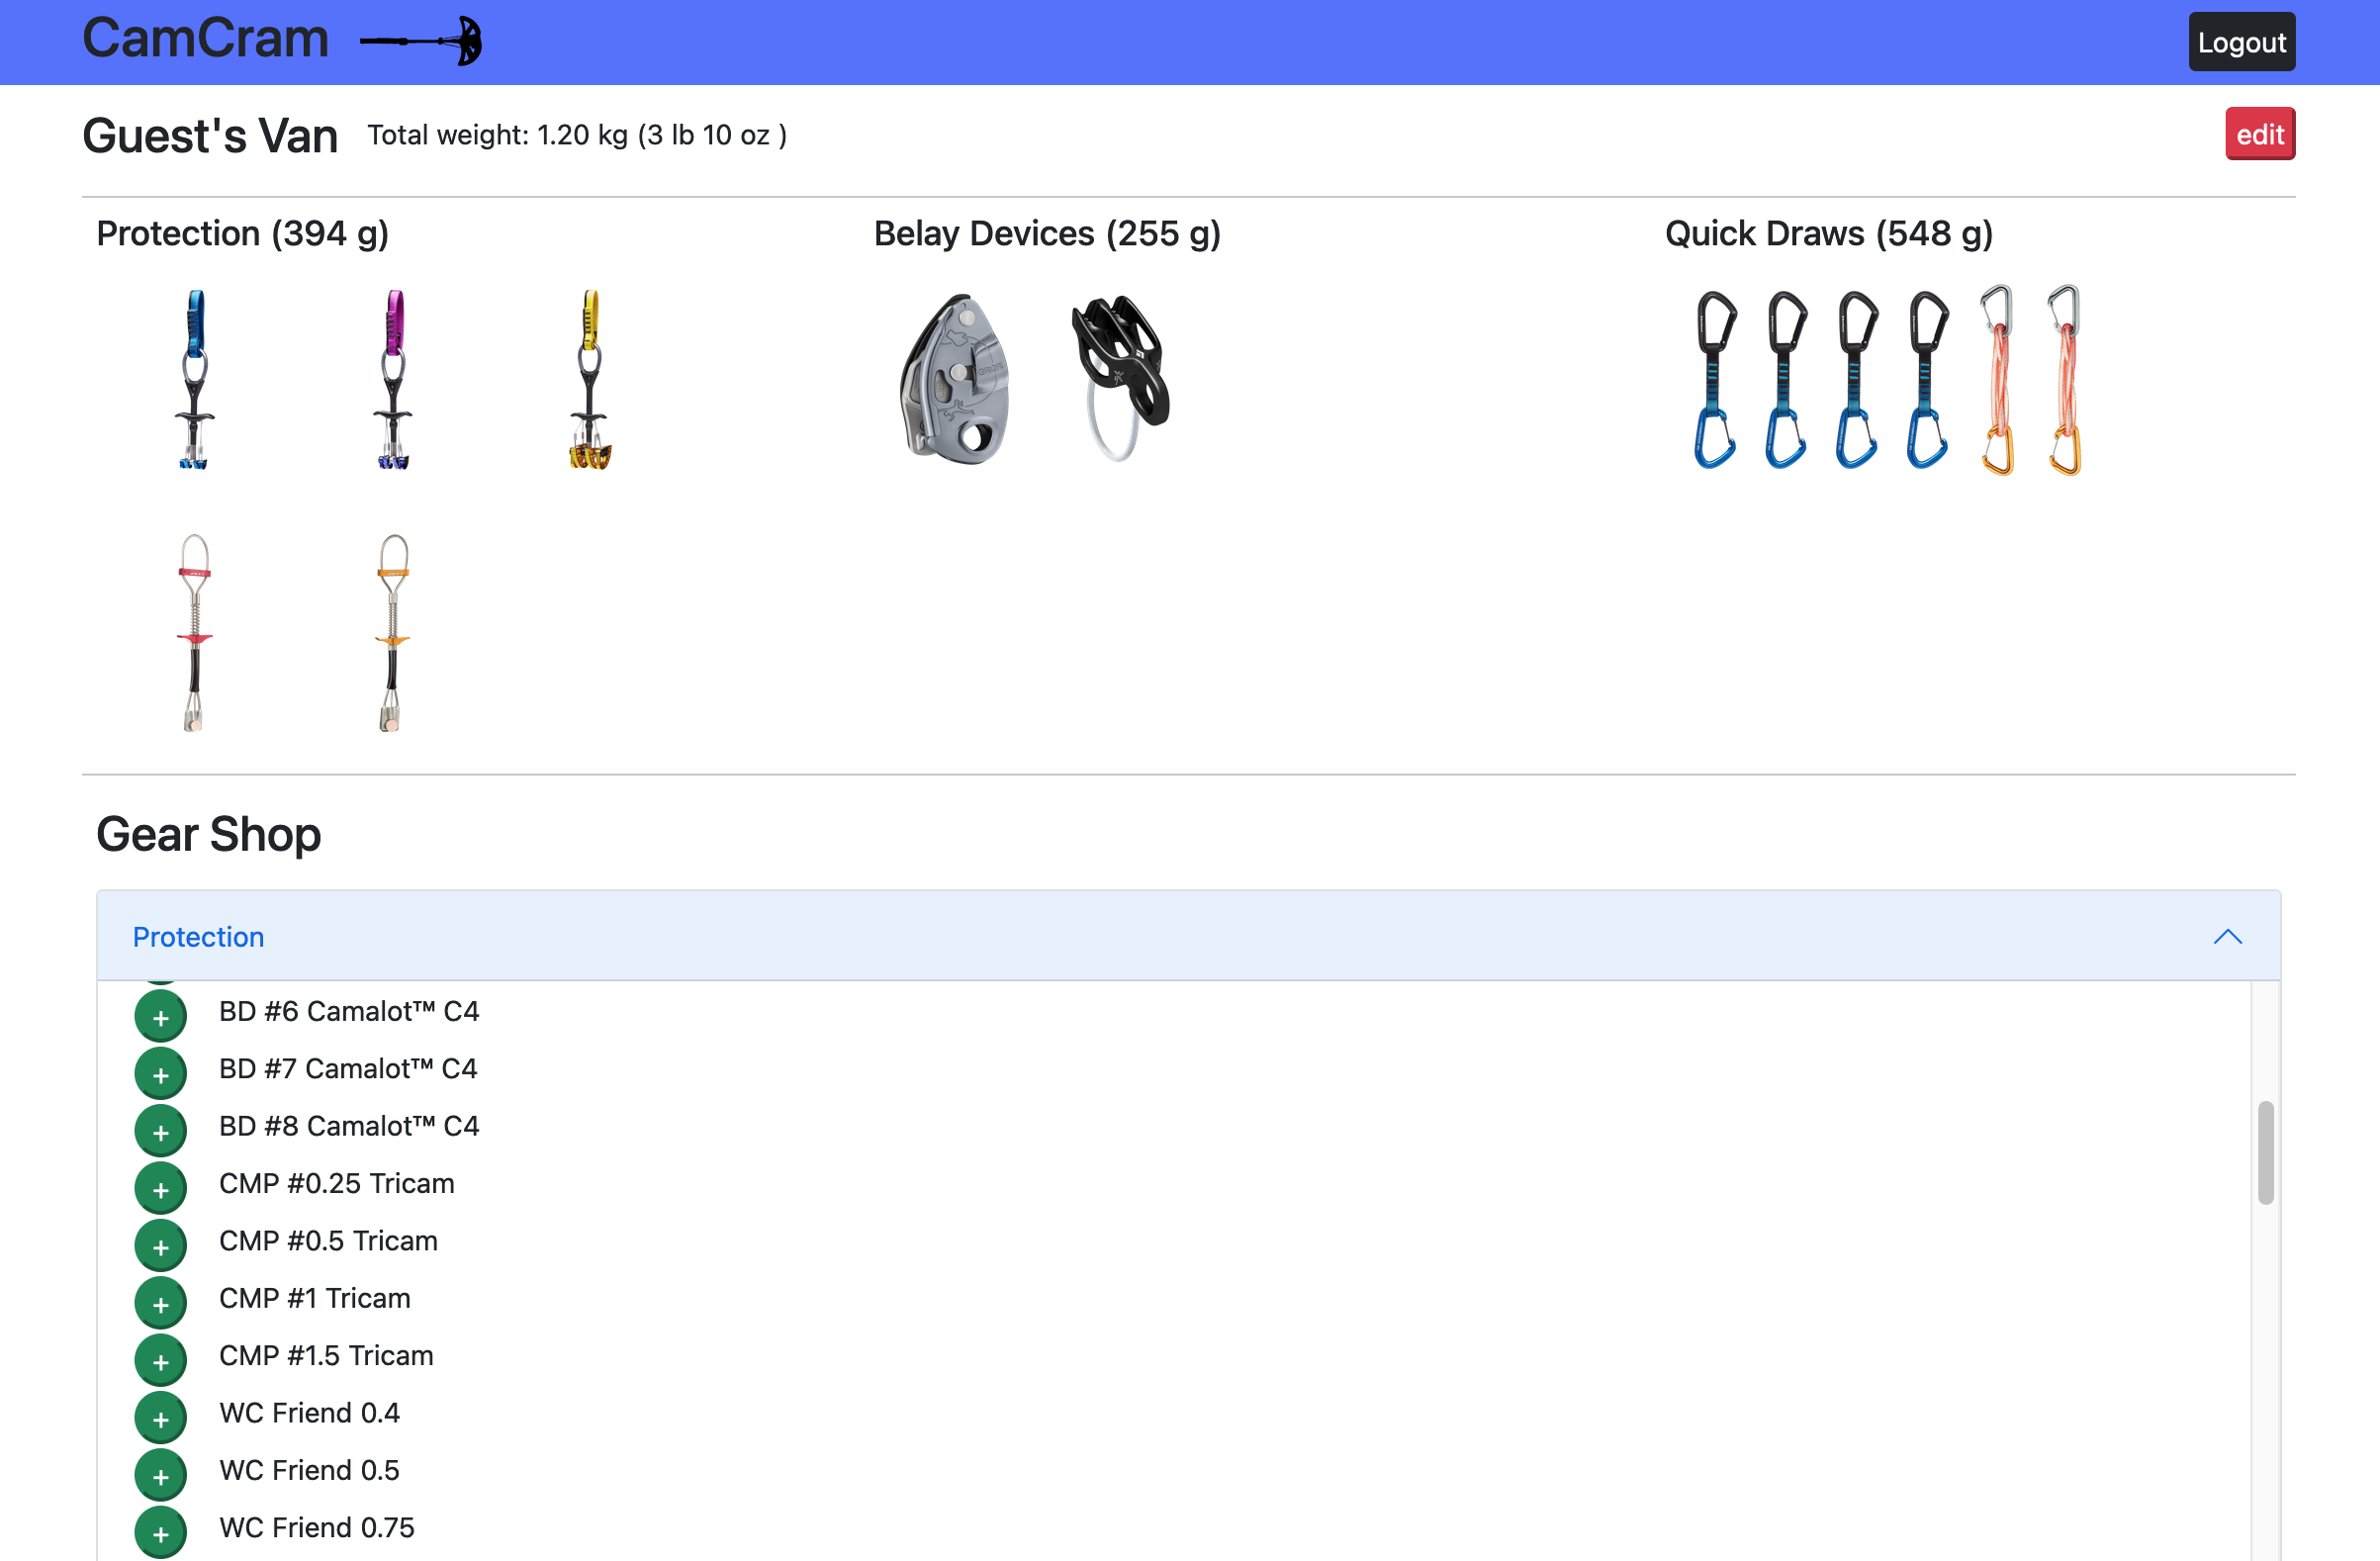 CamCram
Logout
Guest's Van
Total weight: 1.20 kg (3 lb 10 oz )
edit
Protection (394 g)
Belay Devices (255 g)
Quick Draws (548 g)
Gear Shop
Protection
+ BD #6 Camalot™ C4
+ BD #7 Camalot™ C4
+ BD #8 Camalot™ C4
+ CMP #0.25 Tricam
+ CMP #0.5 Tricam
+ CMP #1 Tricam
+ CMP #1.5 Tricam
+ WC Friend 0.4
+ WC Friend 0.5
+ WC Friend 0.75